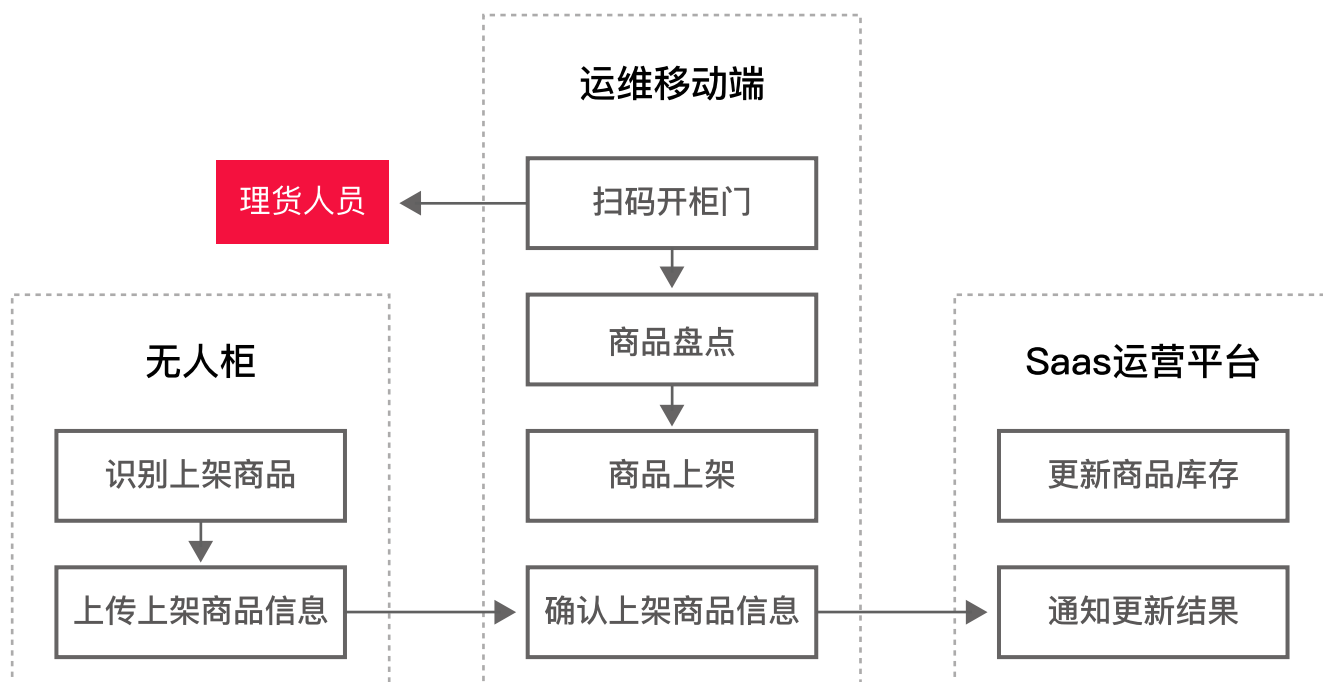 运维移动端
理货人员
扫码开柜门
商品盘点
无人柜
Saas运营平台
识别上架商品
商品上架
更新商品库存
上传上架商品信息
确认上架商品信息
通知更新结果